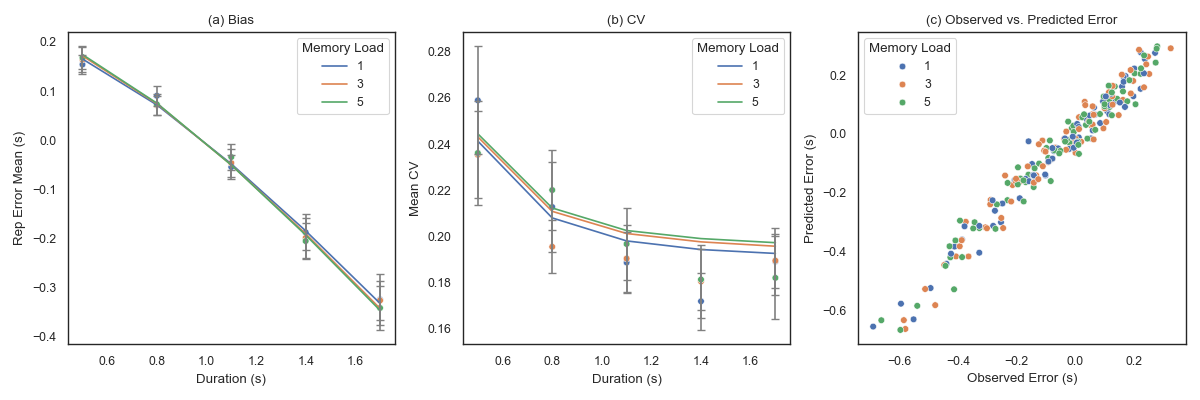 (a) Bias
Rep Error Mean (s)
0.2
0.1
0.0
−0.1
−0.2
−0.3
−0.4
Memory Load
1
3
5
0.6 0.8 1.0 1.2 1.4 1.6
Duration (s)
(b) CV
Mean CV
0.28
0.26
0.24
0.22
0.20
0.18
0.16
Memory Load
1
3
5
0.6 0.8 1.0 1.2 1.4 1.6
Duration (s)
(c) Observed vs. Predicted Error
Predicted Error (s)
0.2
0.0
−0.2
−0.4
−0.6
Memory Load
1
3
5
−0.6 −0.4 −0.2 0.0 0.2
Observed Error (s)